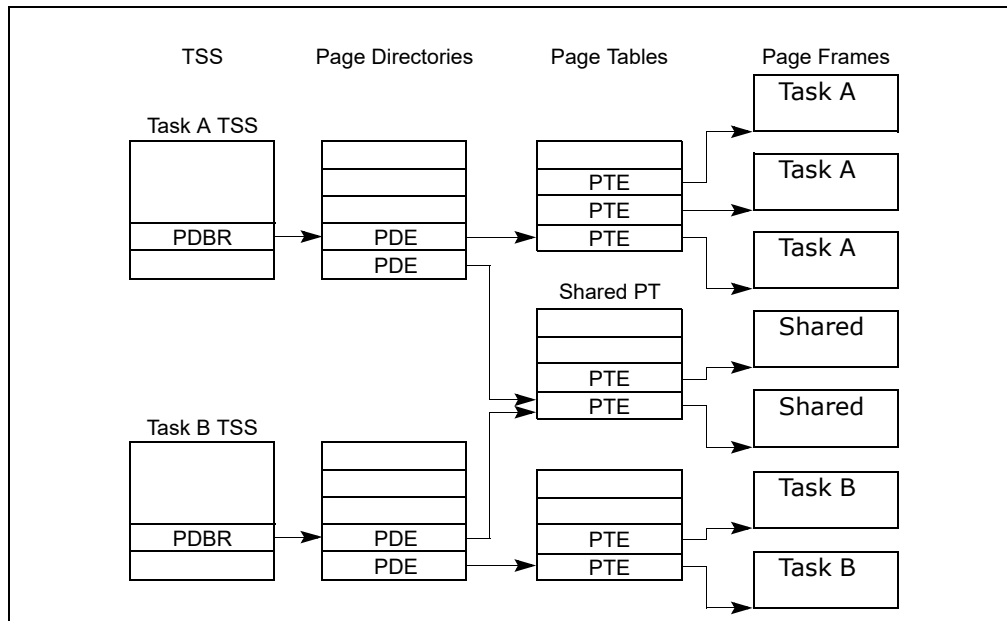 TSS Page Directories Page Tables Page Frames
Task A
Task A TSS
Task A
PTE
PTE
PDBR PDE PTE Task A
PDE
Shared PT
Shared
PTE
PTE Shared
Task B TSS
Task B
PDBR PDE PTE
PDE PTE Task B